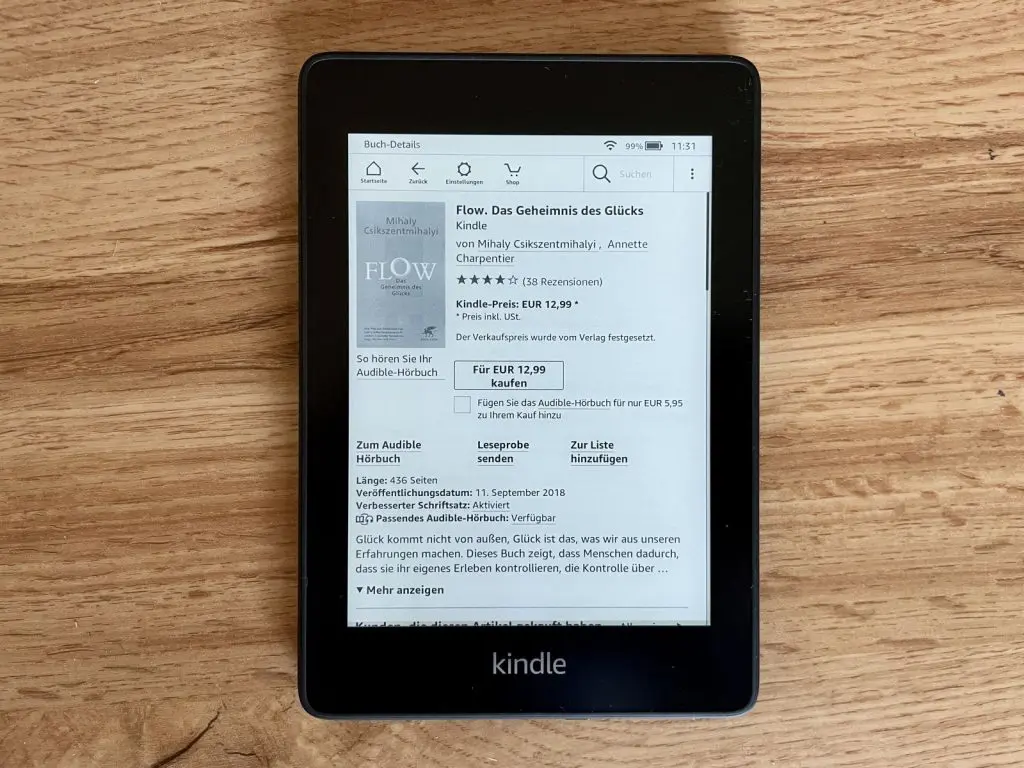 Buch-Details
99% 11:31
Startseite Zurück Einstellungen Shop Suchen
Mihaly
Csikszentmihalyi
FLOW
Das
Geheimnis des
Glücks
Flow. Das Geheimnis des Glücks
Kindle
von Mihaly Csikszentmihalyi , Annette
Charpentier
(38 Rezensionen)
Kindle-Preis: EUR 12,99 *
* Preis inkl. USt.
Der Verkaufspreis wurde vom Verlag festgesetzt.
So hören Sie Ihr
Audible-Hörbuch
Für EUR 12,99
kaufen
Fügen Sie das Audible-Hörbuch für nur EUR 5,95
zu Ihrem Kauf hinzu
Zum Audible
Hörbuch
Leseprobe
senden
Zur Liste
hinzufügen
Länge: 436 Seiten
Veröffentlichungsdatum: 11. September 2018
Verbesserter Schriftsatz: Aktiviert
Passendes Audible-Hörbuch: Verfügbar
Glück kommt nicht von außen, Glück ist das, was wir aus unseren
Erfahrungen machen. Dieses Buch zeigt, dass Menschen dadurch,
dass sie ihr eigenes Erleben kontrollieren, die Kontrolle über ...
Mehr anzeigen
Kunden, die diesen Artikel gekauft haben
kindle